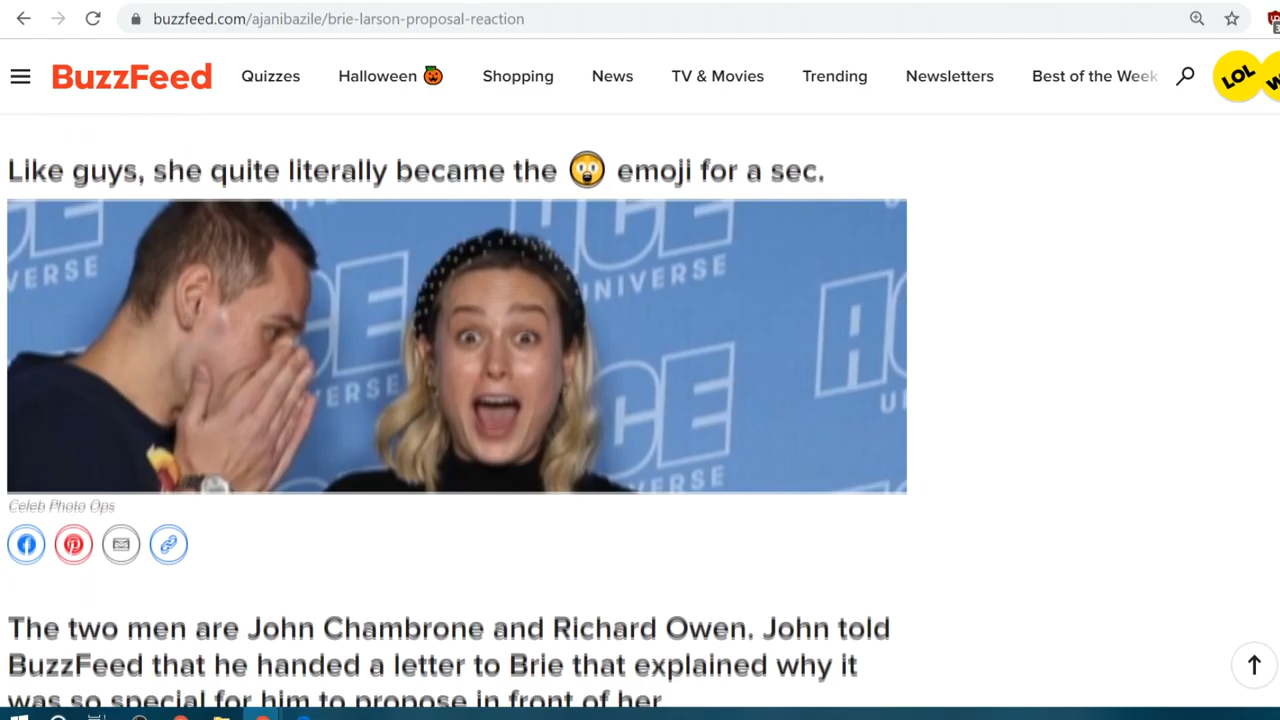 buzzfeed.com/ajanibazile/brie-larson-proposal-reaction
BuzzFeed Quizzes Halloween 🎃 Shopping News TV & Movies Trending Newsletters Best of the Week LOL
Like guys, she quite literally became the 😲 emoji for a sec.
UNIVERSE
ACE
UNIVERSE
ACE
UNIVERSE
Celeb Photo Ops
The two men are John Chambrone and Richard Owen. John told
BuzzFeed that he handed a letter to Brie that explained why it
was so special for him to propose in front of her